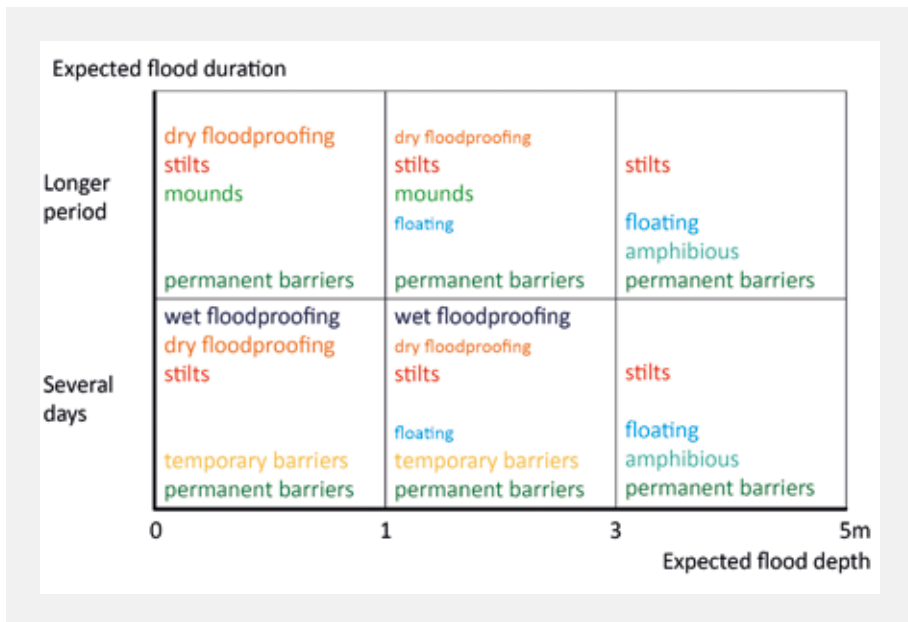 Expected flood duration
Longer
period
dry floodproofing
stilts
mounds
permanent barriers
dry floodproofing
stilts
mounds
floating
permanent barriers
stilts
floating
amphibious
permanent barriers
Several
days
wet floodproofing
dry floodproofing
stilts
temporary barriers
permanent barriers
wet floodproofing
dry floodproofing
stilts
floating
temporary barriers
permanent barriers
stilts
floating
amphibious
permanent barriers
0 1 3 5m
Expected flood depth